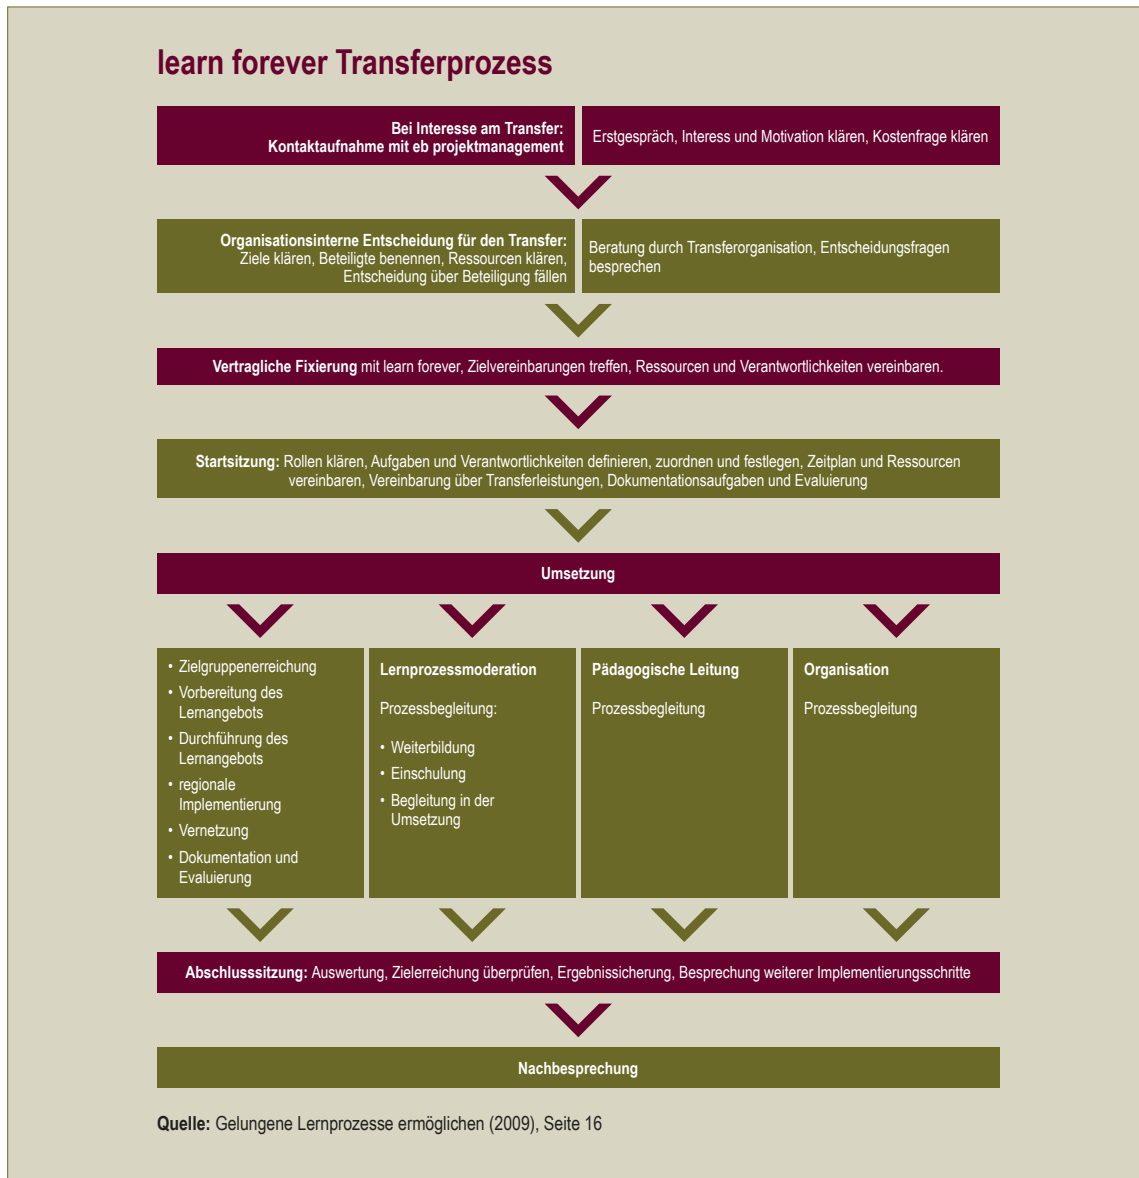 learn forever Transferprozess
Bei Interesse am Transfer:
Kontaktaufnahme mit eb projektmanagement
Erstgespräch, Interess und Motivation klären, Kostenfrage klären
Organisationsinterne Entscheidung für den Transfer:
Ziele klären, Beteiligte benennen, Ressourcen klären,
Entscheidung über Beteiligung fällen
Beratung durch Transferorganisation, Entscheidungsfragen
besprechen
Vertragliche Fixierung mit learn forever, Zielvereinbarungen treffen, Ressourcen und Verantwortlichkeiten vereinbaren.
Startsitzung: Rollen klären, Aufgaben und Verantwortlichkeiten definieren, zuordnen und festlegen, Zeitplan und Ressourcen
vereinbaren, Vereinbarung über Transferleistungen, Dokumentationsaufgaben und Evaluierung
Umsetzung
• Zielgruppenerreichung
• Vorbereitung des
Lernangebots
• Durchführung des
Lernangebots
• regionale
Implementierung
• Vernetzung
• Dokumentation und
Evaluierung
Lernprozessmoderation
Prozessbegleitung:
• Weiterbildung
• Einschulung
• Begleitung in der
Umsetzung
Pädagogische Leitung
Prozessbegleitung
Organisation
Prozessbegleitung
Abschlusssitzung: Auswertung, Zielerreichung überprüfen, Ergebnissicherung, Besprechung weiterer Implementierungsschritte
Nachbesprechung
Quelle: Gelungene Lernprozesse ermöglichen (2009), Seite 16